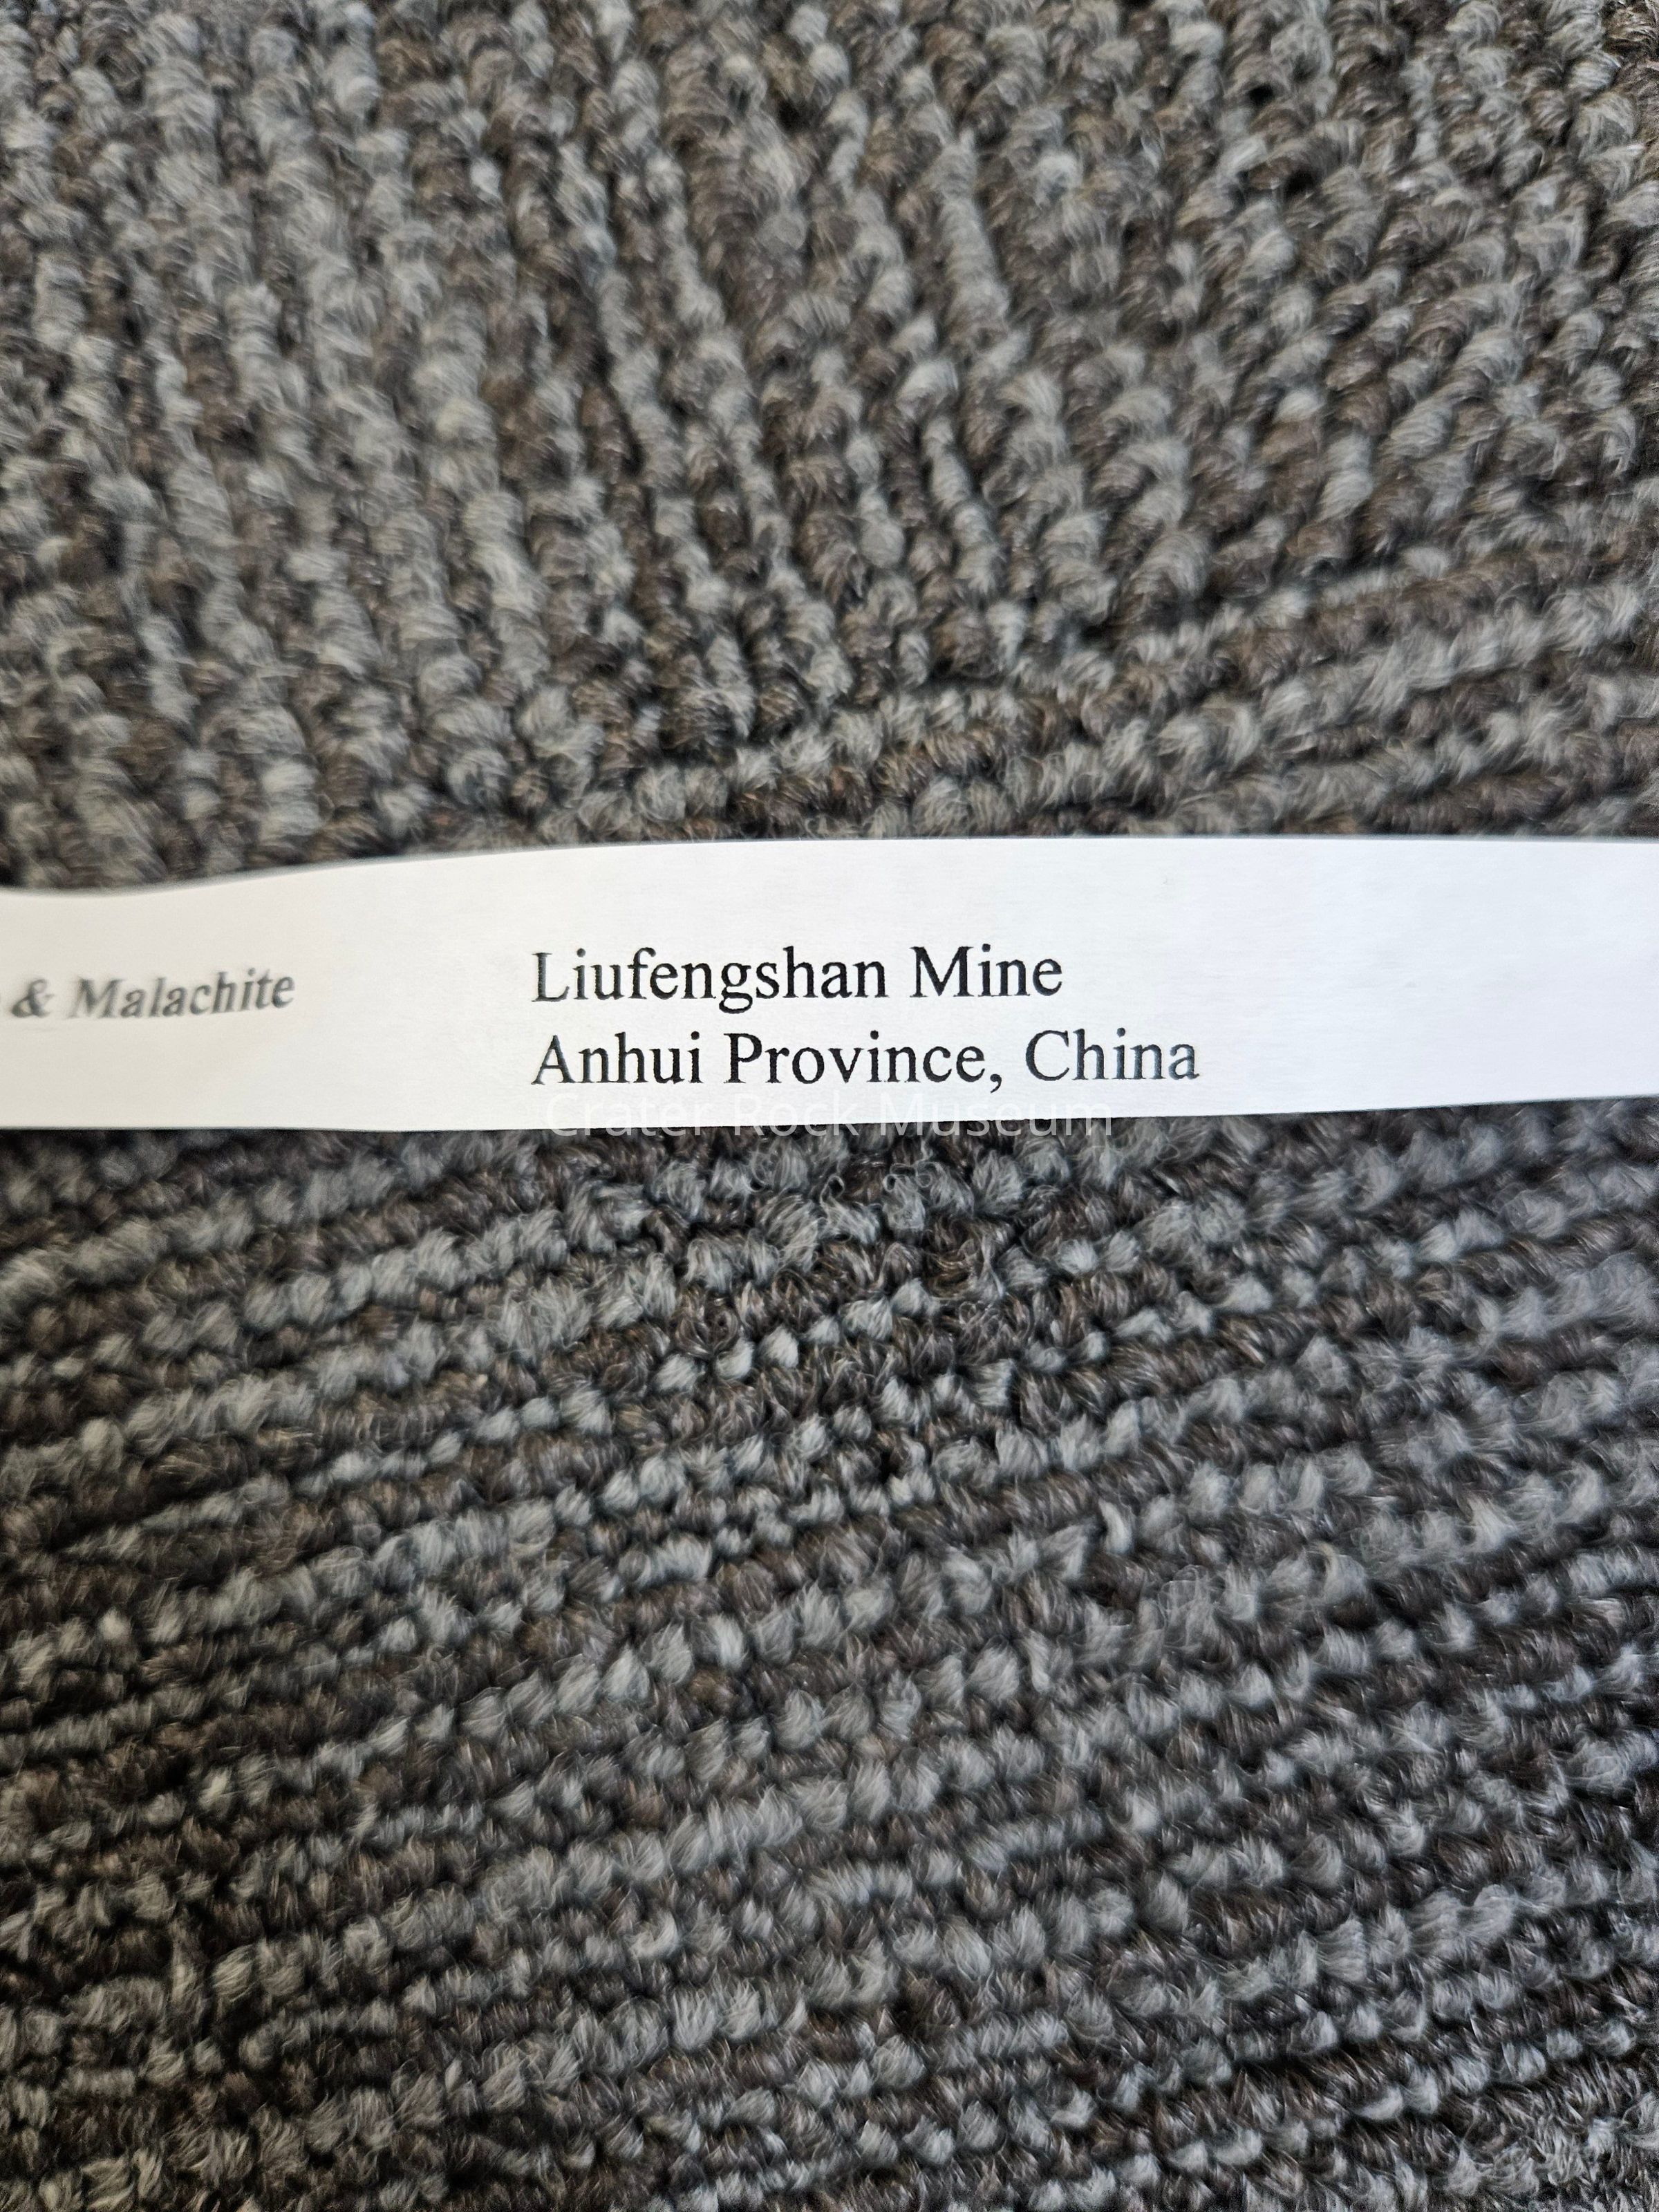 & Malachite
Liufengshan Mine
Anhui Province, China
Crater Rock Museum